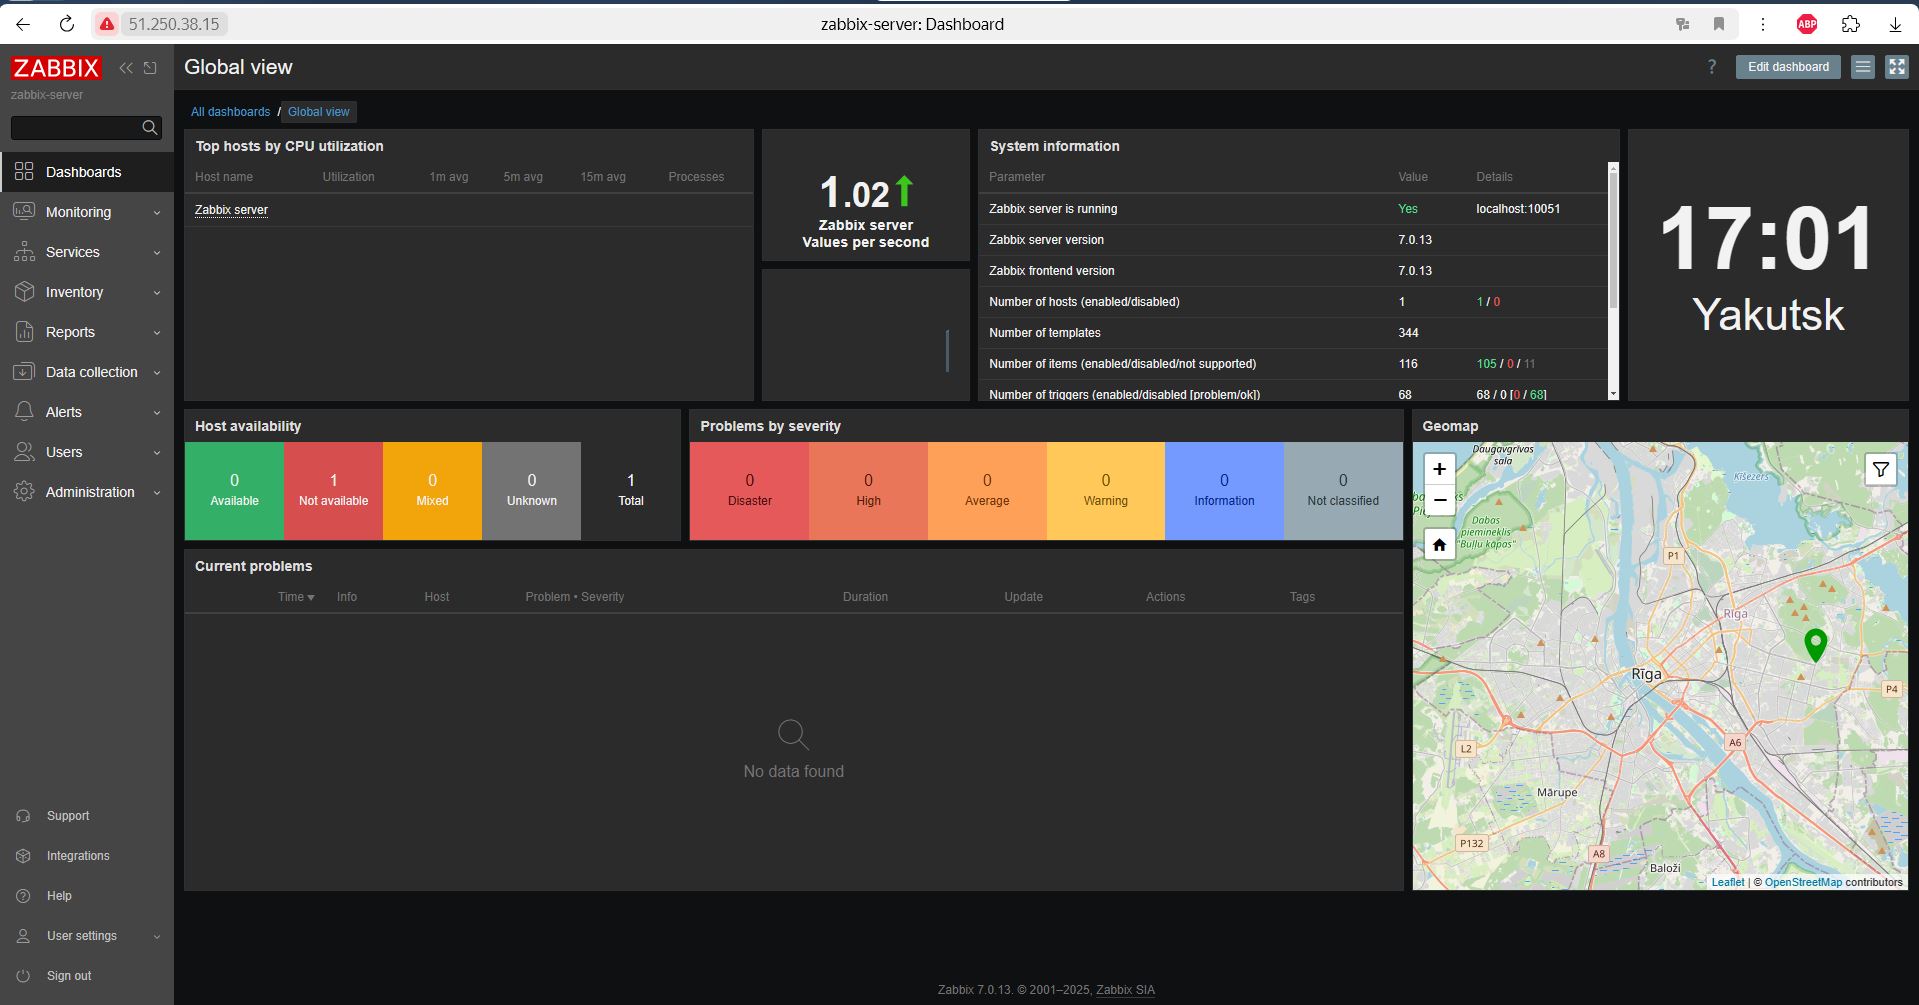 51.250.38.15
zabbix-server: Dashboard
ABP
ZABBIX
zabbix-server
Dashboards
Monitoring
Services
Inventory
Reports
Data collection
Alerts
Users
Administration
Support
Integrations
Help
User settings
Sign out
Global view
? Edit dashboard
All dashboards / Global view
Top hosts by CPU utilization
Host name Utilization 1m avg 5m avg 15m avg Processes
Zabbix server
1.02
Zabbix server
Values per second
System information
Parameter Value Details
Zabbix server is running Yes localhost:10051
Zabbix server version 7.0.13
Zabbix frontend version 7.0.13
Number of hosts (enabled/disabled) 1 1 / 0
Number of templates 344
Number of items (enabled/disabled/not supported) 116 105 / 0 / 11
Number of triggers (enabled/disabled [problem/ok]) 68 68 / 0 [0 / 68]
17:01
Yakutsk
Host availability
0 Available
1 Not available
0 Mixed
0 Unknown
1 Total
Problems by severity
0 Disaster
0 High
0 Average
0 Warning
0 Information
0 Not classified
Current problems
Time Info Host Problem • Severity Duration Update Actions Tags
No data found
Geomap
+
−
Daugavgrīvas
sala
Ķīšezers
Dabas
piemineklis
"Buļļu kāpas"
P1
Rīga
Rīga
P4
A6
L2
Mārupe
P132
A8
Baloži
Leaflet | © OpenStreetMap contributors
Zabbix 7.0.13. © 2001–2025, Zabbix SIA